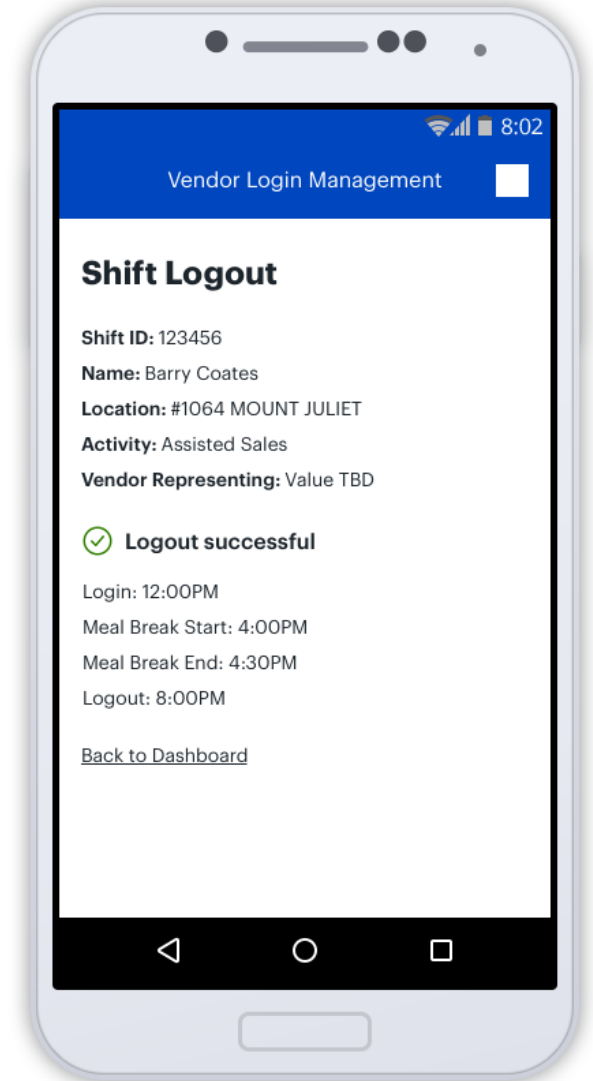 8:02
Vendor Login Management
Shift Logout
Shift ID: 123456
Name: Barry Coates
Location: #1064 MOUNT JULIET
Activity: Assisted Sales
Vendor Representing: Value TBD
Logout successful
Login: 12:00PM
Meal Break Start: 4:00PM
Meal Break End: 4:30PM
Logout: 8:00PM
Back to Dashboard